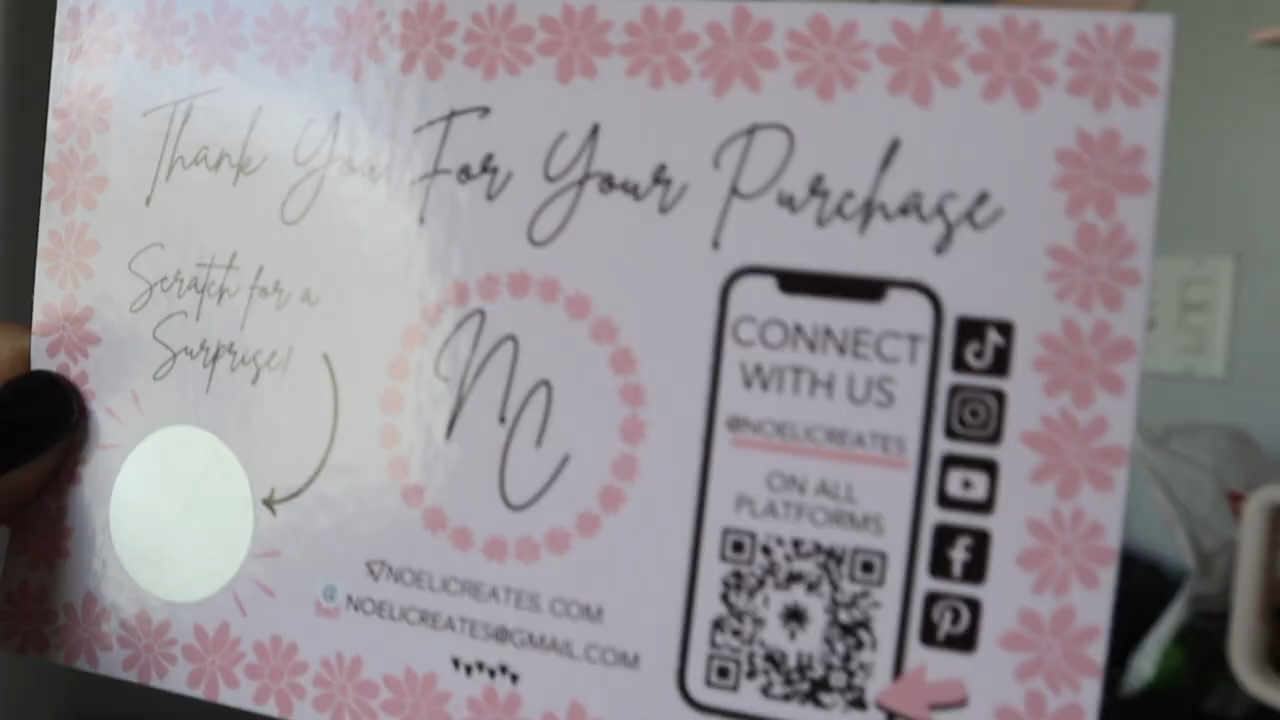 Thank You For Your Purchase
Scratch for a
Surprise!
NC
NOELICREATES.COM
NOELICREATES@GMAIL.COM
CONNECT
WITH US
@NOELICREATES
ON ALL
PLATFORMS